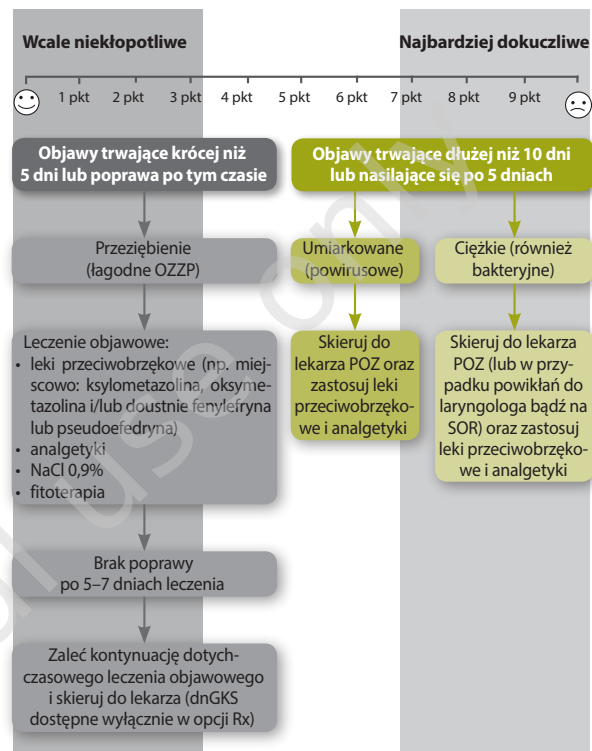 Wcale niekłopotliwe
Najbardziej dokuczliwe
1 pkt 2 pkt 3 pkt 4 pkt 5 pkt 6 pkt 7 pkt 8 pkt 9 pkt
Objawy trwające krócej niż
5 dni lub poprawa po tym czasie
Objawy trwające dłużej niż 10 dni
lub nasilające się po 5 dniach
Przeziębienie
(łagodne OZZP)
Umiarkowane
(powirusowe)
Ciężkie (również
bakteryjne)
Leczenie objawowe:
• leki przeciwobrzękowe (np. miej-
scowo: ksylometazolina, oksyme-
tazolina i/lub doustnie fenylefryna
lub pseudoefedryna)
• analgetyki
• NaCl 0,9%
• fitoterapia
Skieruj do
lekarza POZ oraz
zastosuj leki
przeciwobrzęko-
we i analgetyki
Skieruj do lekarza
POZ (lub w przy-
padku powikłań do
laryngologa bądź na
SOR) oraz zastosuj
leki przeciwobrzęko-
we i analgetyki
Brak poprawy
po 5–7 dniach leczenia
Zaleć kontynuację dotych-
czasowego leczenia objawowego
i skieruj do lekarza (dnGKS
dostępne wyłącznie w opcji Rx)
al use only